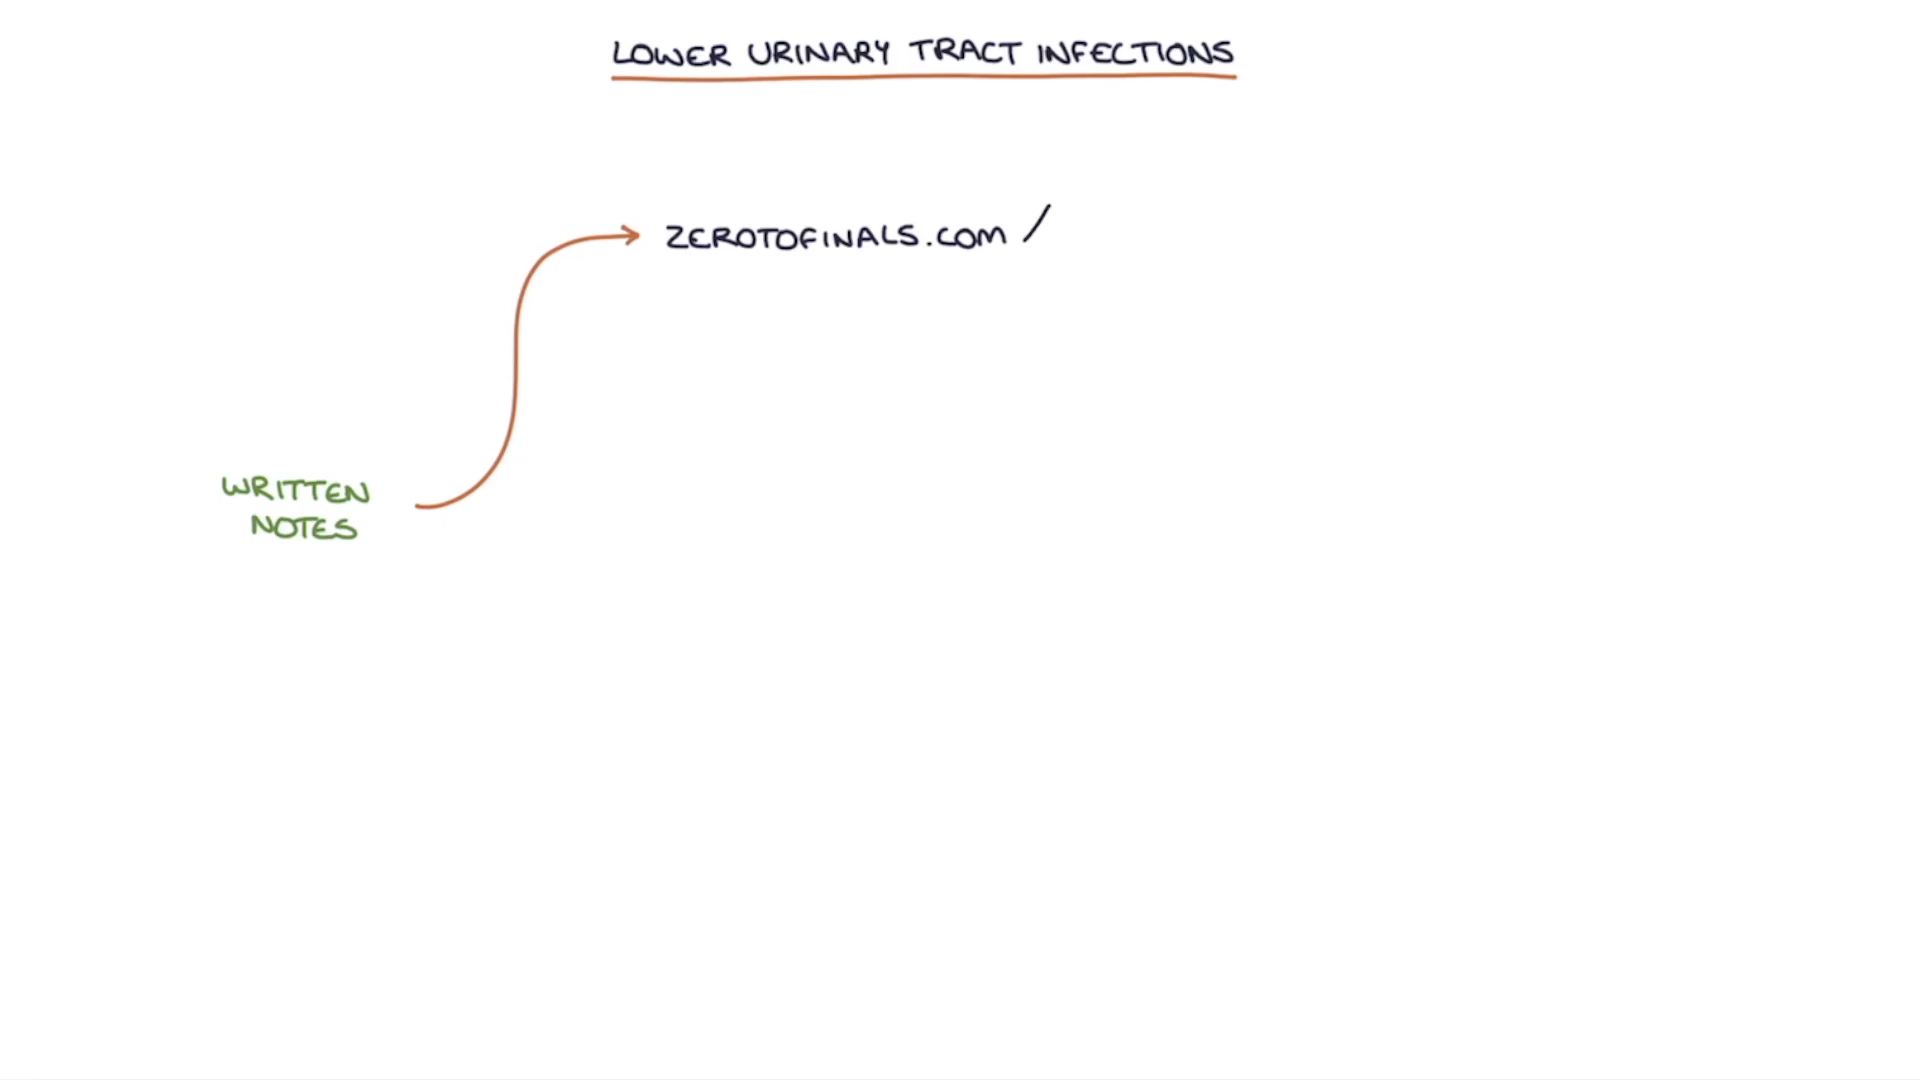 LOWER URINARY TRACT INFECTIONS
ZEROTOFINALS.COM /
WRITTEN
NOTES